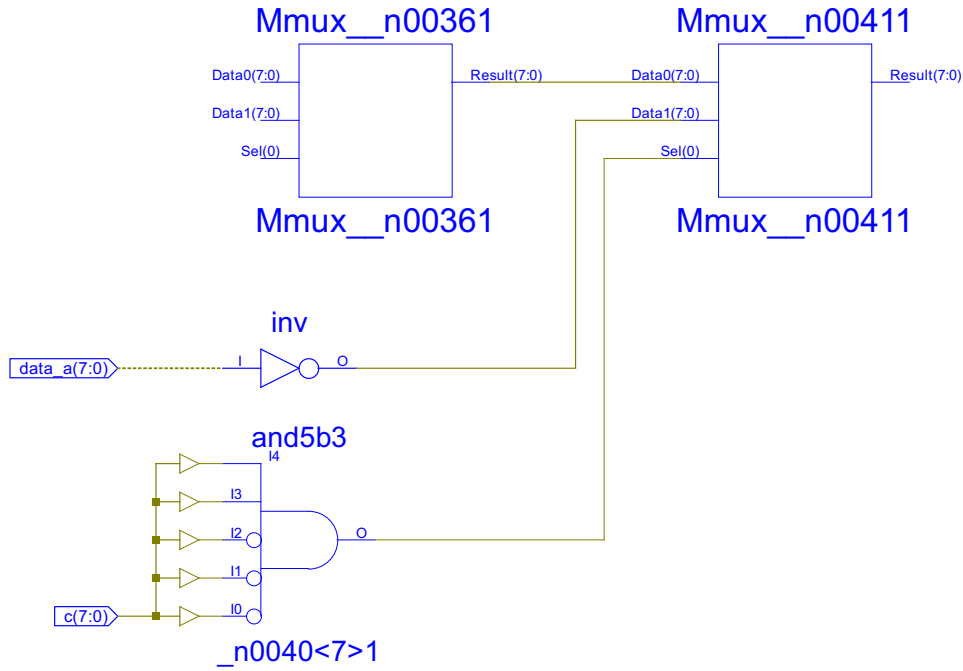 Mmux__n00361
Mmux__n00411
Data0(7:0)
Result(7:0)
Data0(7:0)
Result(7:0)
Data1(7:0)
Data1(7:0)
Sel(0)
Sel(0)
Mmux__n00361
Mmux__n00411
inv
data_a(7:0)
I
O
and5b3
I4
I3
I2
O
I1
c(7:0)
I0
_n0040<7>1